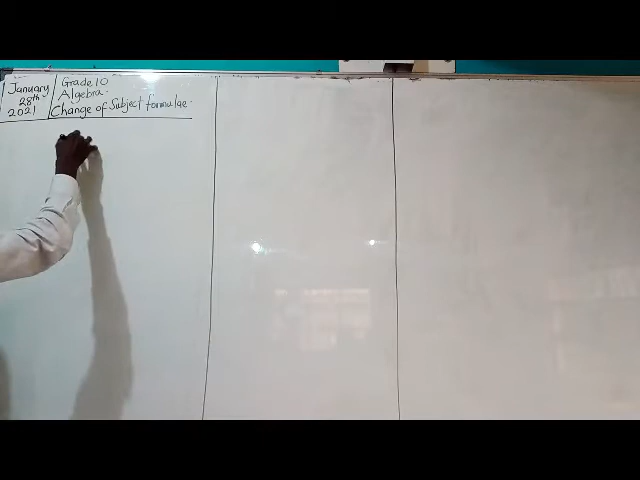 January
28th
2021
Grade 10
Algebra.
Change of Subject formulae.